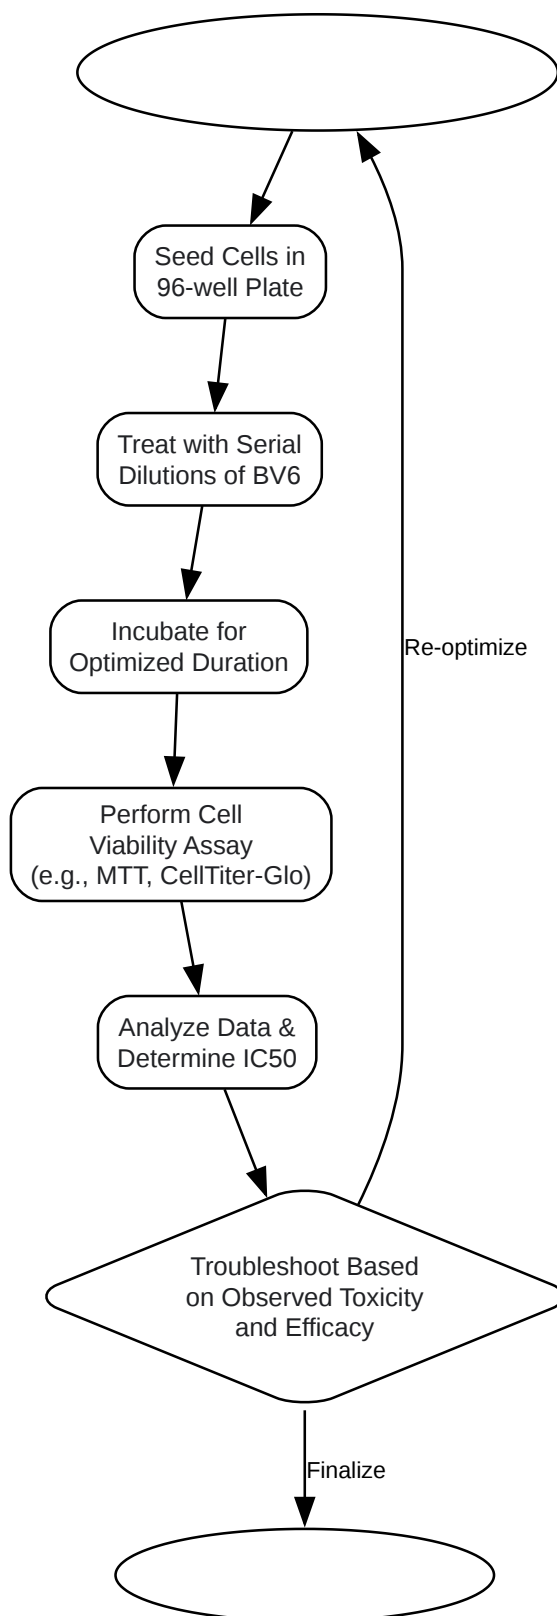 Seed Cells in
96-well Plate
Treat with Serial
Dilutions of BV6
Incubate for
Optimized Duration
Re-optimize
Perform Cell
Viability Assay
(e.g., MTT, CellTiter-Glo)
Analyze Data &
Determine IC50
Troubleshoot Based
on Observed Toxicity
and Efficacy
Finalize